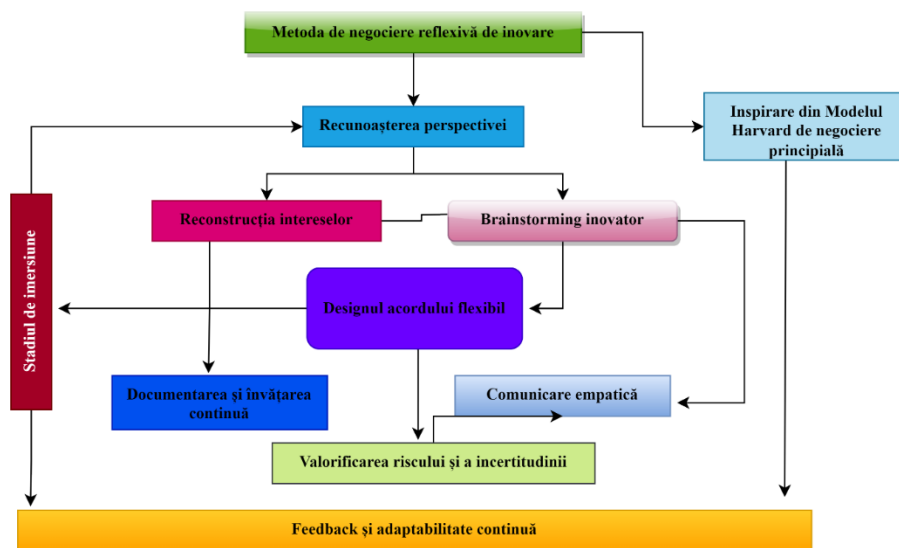 Metoda de negociere reflexivă de inovare
Inspirare din Modelul
Harvard de negociere
principială
Recunoașterea perspectivei
Stadiul de imersiune
Reconstrucția intereselor
Brainstorming inovator
Designul acordului flexibil
Documentarea și învățarea
continuă
Comunicare empatică
Valorificarea riscului și a incertitudinii
Feedback și adaptabilitate continuă